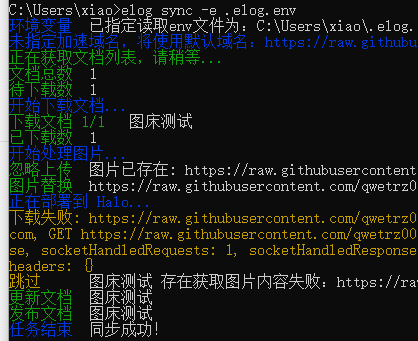 C:\Users\xiao>elog sync -e .elog.env
环境变量 已指定读取env文件为: C:\Users\xiao\.elog.
未指定加速域名，将使用默认域名: https://raw.githubu
正在获取文档列表，请稍等...
文档总数 1
待下载数 1
开始下载文档...
下载文档 1/1 图床测试
已下载数 1
开始处理图片...
忽略上传 图片已存在: https://raw.githubusercontent.
图片替换 https://raw.githubusercontent.com/qwetrz0
正在部署到 Halo...
下载失败: https://raw.githubusercontent.com/qwetrz0
com, GET https://raw.githubusercontent.com/qwetrz00
se, socketHandledRequests: 1, socketHandledResponse
headers: {}
跳过 图床测试 存在获取图片内容失败: https://raw
更新文档 图床测试
发布文档 图床测试
任务结束 同步成功!